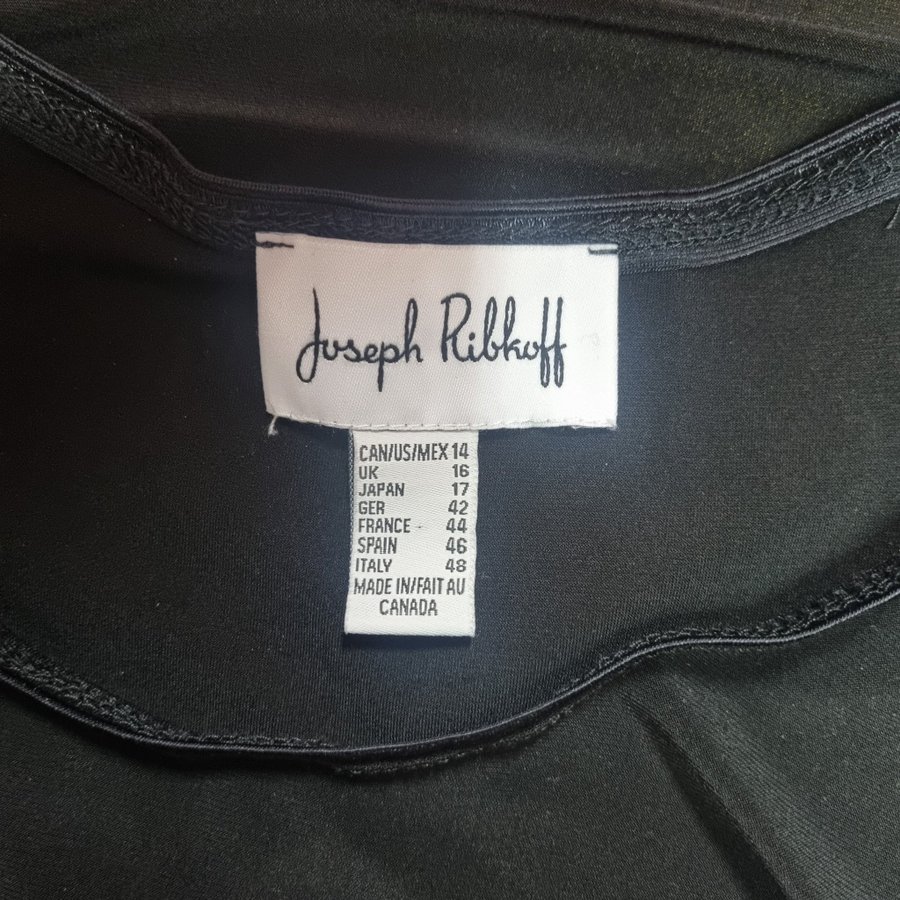 Joseph Ribkoff
CAN/US/MEX 14
UK 16
JAPAN 17
GER 42
FRANCE 44
SPAIN 46
ITALY 48
MADE IN/FAIT AU
CANADA